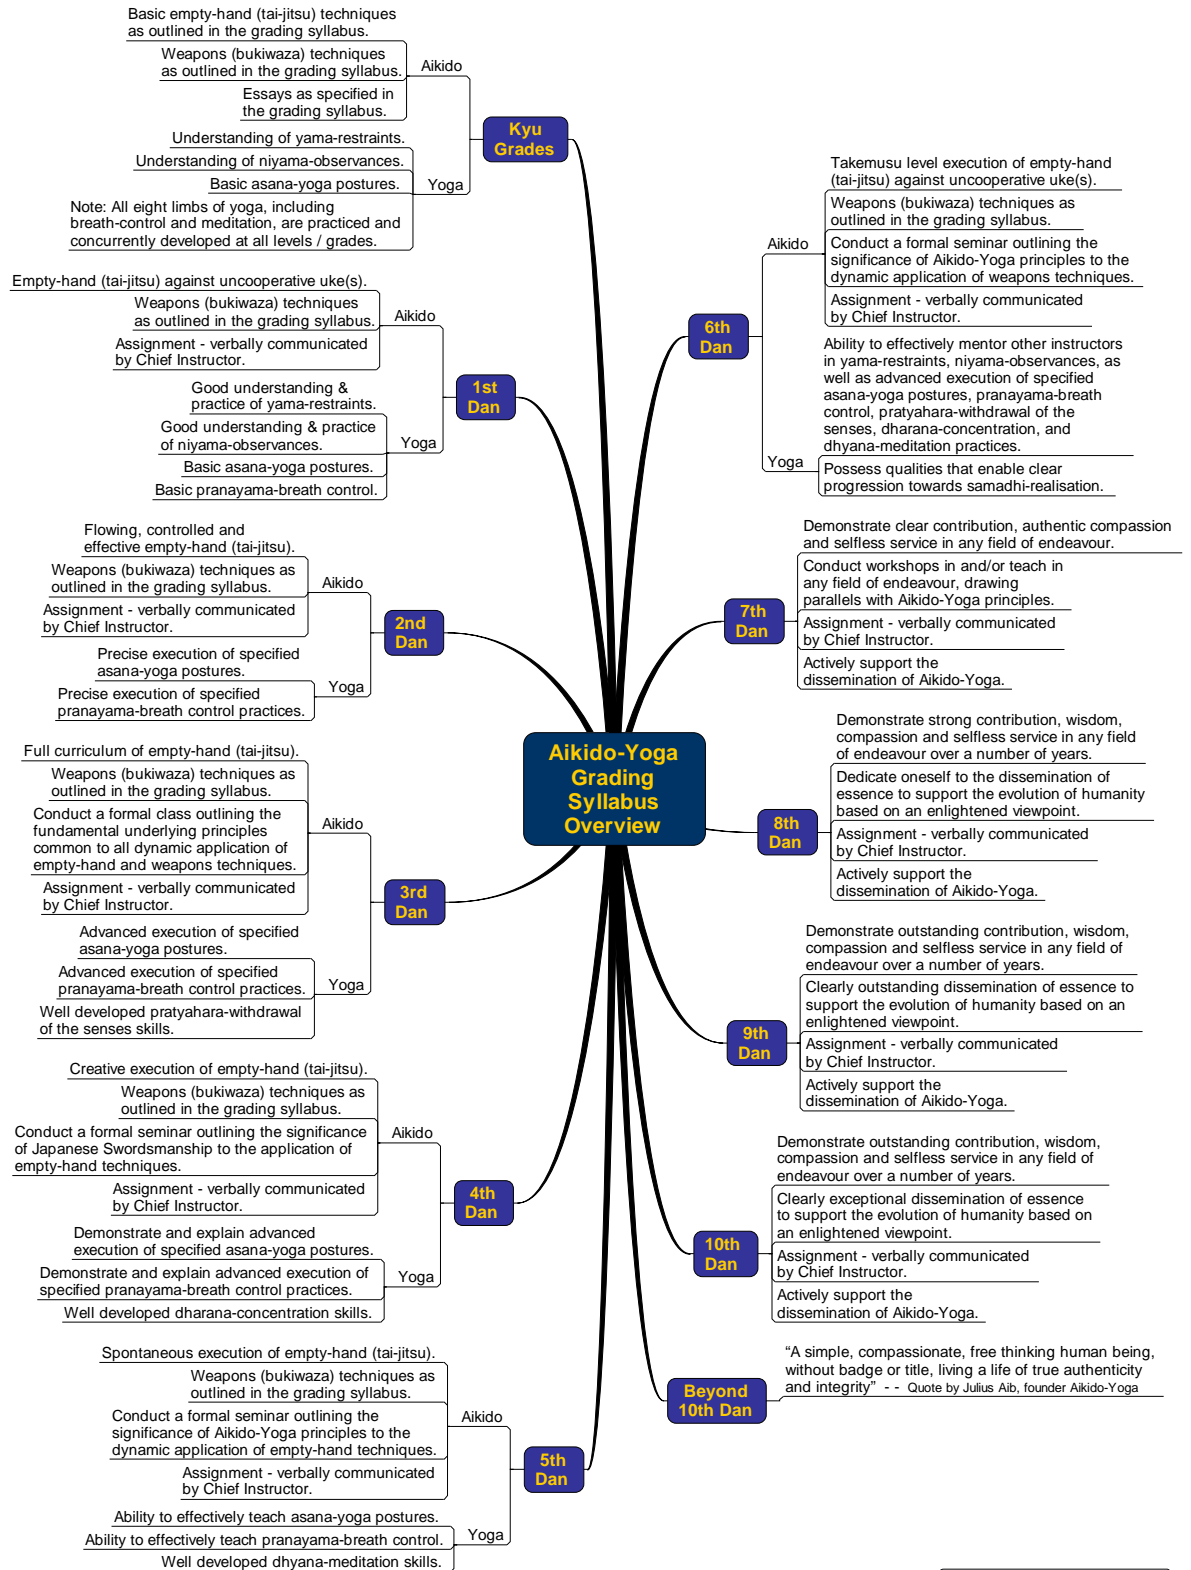 Basic empty-hand (tai-jitsu) techniques
as outlined in the grading syllabus.
Weapons (bukiwaza) techniques
as outlined in the grading syllabus.
Essays as specified in
the grading syllabus.
Aikido
Understanding of yama-restraints.
Understanding of niyama-observances.
Basic asana-yoga postures.
Note: All eight limbs of yoga, including
breath-control and meditation, are practiced and
concurrently developed at all levels / grades.
Yoga
Kyu
Grades
Empty-hand (tai-jitsu) against uncooperative uke(s).
Weapons (bukiwaza) techniques
as outlined in the grading syllabus.
Assignment - verbally communicated
by Chief Instructor.
Aikido
Good understanding &
practice of yama-restraints.
Good understanding & practice
of niyama-observances.
Basic asana-yoga postures.
Basic pranayama-breath control.
Yoga
1st
Dan
Flowing, controlled and
effective empty-hand (tai-jitsu).
Weapons (bukiwaza) techniques as
outlined in the grading syllabus.
Assignment - verbally communicated
by Chief Instructor.
Aikido
Precise execution of specified
asana-yoga postures.
Precise execution of specified
pranayama-breath control practices.
Yoga
2nd
Dan
Full curriculum of empty-hand (tai-jitsu).
Weapons (bukiwaza) techniques as
outlined in the grading syllabus.
Conduct a formal class outlining the
fundamental underlying principles
common to all dynamic application of
empty-hand and weapons techniques.
Assignment - verbally communicated
by Chief Instructor.
Aikido
Advanced execution of specified
asana-yoga postures.
Advanced execution of specified
pranayama-breath control practices.
Well developed pratyahara-withdrawal
of the senses skills.
Yoga
3rd
Dan
Creative execution of empty-hand (tai-jitsu).
Weapons (bukiwaza) techniques as
outlined in the grading syllabus.
Conduct a formal seminar outlining the significance
of Japanese Swordsmanship to the application of
empty-hand techniques.
Assignment - verbally communicated
by Chief Instructor.
Aikido
Demonstrate and explain advanced
execution of specified asana-yoga postures.
Demonstrate and explain advanced execution of
specified pranayama-breath control practices.
Well developed dharana-concentration skills.
Yoga
4th
Dan
Spontaneous execution of empty-hand (tai-jitsu).
Weapons (bukiwaza) techniques as
outlined in the grading syllabus.
Conduct a formal seminar outlining the
significance of Aikido-Yoga principles to the
dynamic application of empty-hand techniques.
Assignment - verbally communicated
by Chief Instructor.
Aikido
Ability to effectively teach asana-yoga postures.
Ability to effectively teach pranayama-breath control.
Well developed dhyana-meditation skills.
Yoga
5th
Dan
Aikido-Yoga
Grading
Syllabus
Overview
6th
Dan
Aikido
Takemusu level execution of empty-hand
(tai-jitsu) against uncooperative uke(s).
Weapons (bukiwaza) techniques as
outlined in the grading syllabus.
Conduct a formal seminar outlining the
significance of Aikido-Yoga principles to the
dynamic application of weapons techniques.
Assignment - verbally communicated
by Chief Instructor.
Yoga
Ability to effectively mentor other instructors
in yama-restraints, niyama-observances, as
well as advanced execution of specified
asana-yoga postures, pranayama-breath
control, pratyahara-withdrawal of the
senses, dharana-concentration, and
dhyana-meditation practices.
Possess qualities that enable clear
progression towards samadhi-realisation.
7th
Dan
Demonstrate clear contribution, authentic compassion
and selfless service in any field of endeavour.
Conduct workshops in and/or teach in
any field of endeavour, drawing
parallels with Aikido-Yoga principles.
Assignment - verbally communicated
by Chief Instructor.
Actively support the
dissemination of Aikido-Yoga.
8th
Dan
Demonstrate strong contribution, wisdom,
compassion and selfless service in any field
of endeavour over a number of years.
Dedicate oneself to the dissemination of
essence to support the evolution of humanity
based on an enlightened viewpoint.
Assignment - verbally communicated
by Chief Instructor.
Actively support the
dissemination of Aikido-Yoga.
9th
Dan
Demonstrate outstanding contribution, wisdom,
compassion and selfless service in any field of
endeavour over a number of years.
Clearly outstanding dissemination of essence to
support the evolution of humanity based on an
enlightened viewpoint.
Assignment - verbally communicated
by Chief Instructor.
Actively support the
dissemination of Aikido-Yoga.
10th
Dan
Demonstrate outstanding contribution, wisdom,
compassion and selfless service in any field of
endeavour over a number of years.
Clearly exceptional dissemination of essence
to support the evolution of humanity based on
an enlightened viewpoint.
Assignment - verbally communicated
by Chief Instructor.
Actively support the
dissemination of Aikido-Yoga.
Beyond
10th Dan
“A simple, compassionate, free thinking human being,
without badge or title, living a life of true authenticity
and integrity” - - Quote by Julius Aib, founder Aikido-Yoga